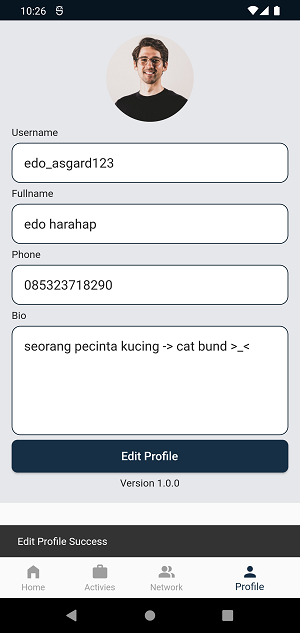 10:26
Username
edo_asgard123
Fullname
edo harahap
Phone
085323718290
Bio
seorang pecinta kucing -> cat bund >_<
Edit Profile
Version 1.0.0
Edit Profile Success
Home
Activies
Network
Profile